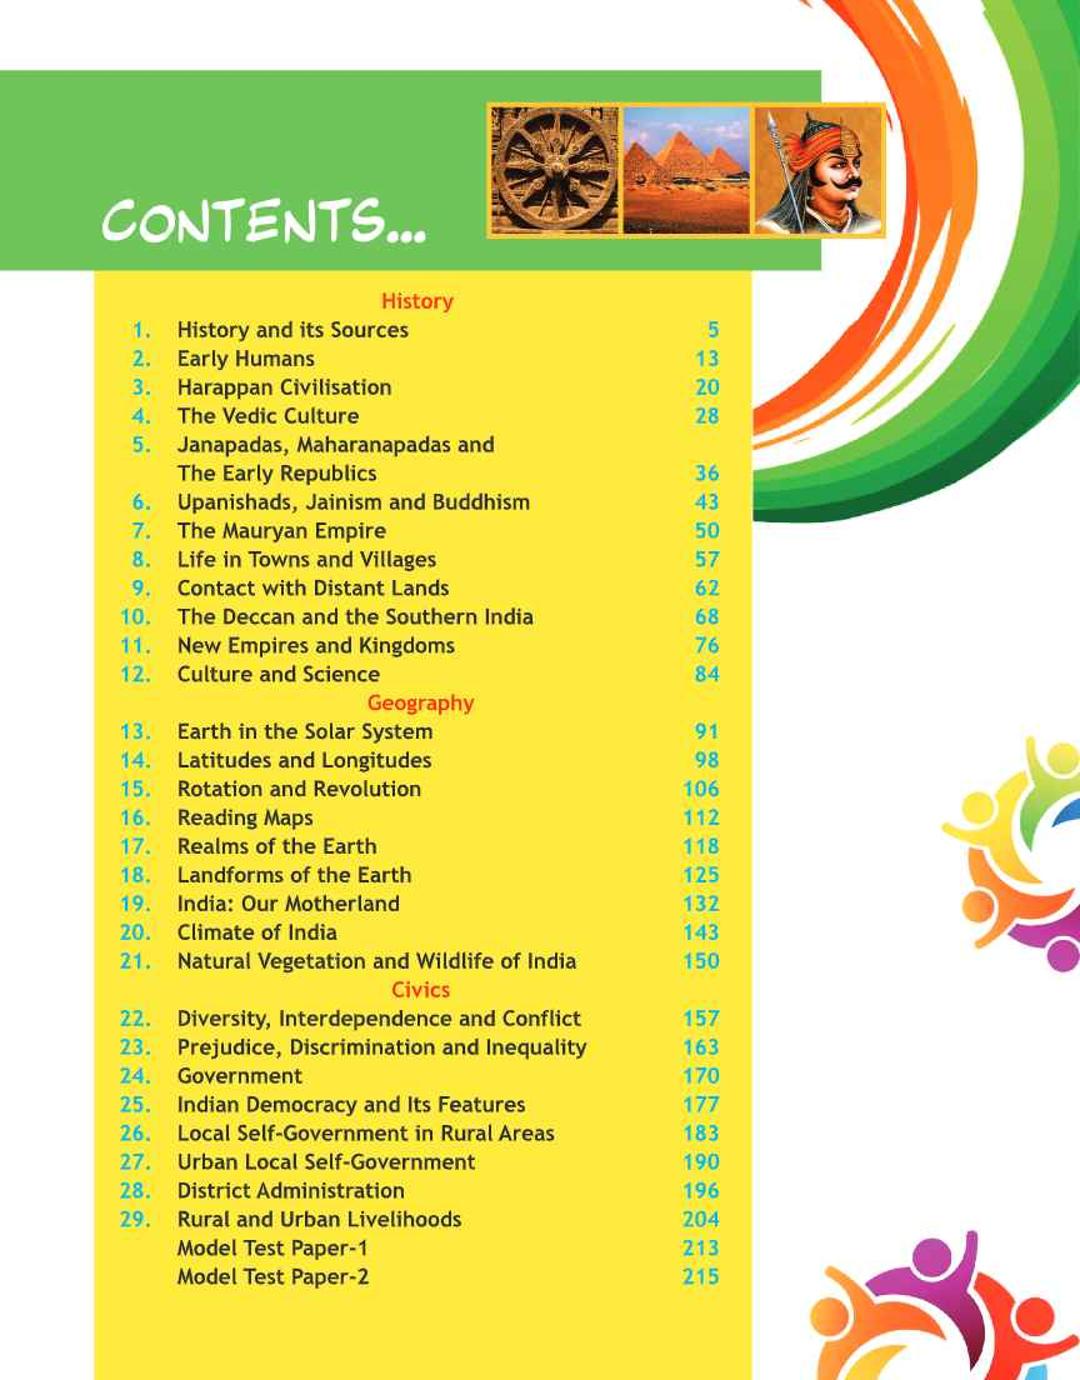 CONTENTS...
History
1. History and its Sources 5
2. Early Humans 13
3. Harappan Civilisation 20
4. The Vedic Culture 28
5. Janapadas, Maharanapadas and
The Early Republics 36
6. Upanishads, Jainism and Buddhism 43
7. The Mauryan Empire 50
8. Life in Towns and Villages 57
9. Contact with Distant Lands 62
10. The Deccan and the Southern India 68
11. New Empires and Kingdoms 76
12. Culture and Science 84
Geography
13. Earth in the Solar System 91
14. Latitudes and Longitudes 98
15. Rotation and Revolution 106
16. Reading Maps 112
17. Realms of the Earth 118
18. Landforms of the Earth 125
19. India: Our Motherland 132
20. Climate of India 143
21. Natural Vegetation and Wildlife of India 150
Civics
22. Diversity, Interdependence and Conflict 157
23. Prejudice, Discrimination and Inequality 163
24. Government 170
25. Indian Democracy and Its Features 177
26. Local Self-Government in Rural Areas 183
27. Urban Local Self-Government 190
28. District Administration 196
29. Rural and Urban Livelihoods 204
Model Test Paper-1 213
Model Test Paper-2 215